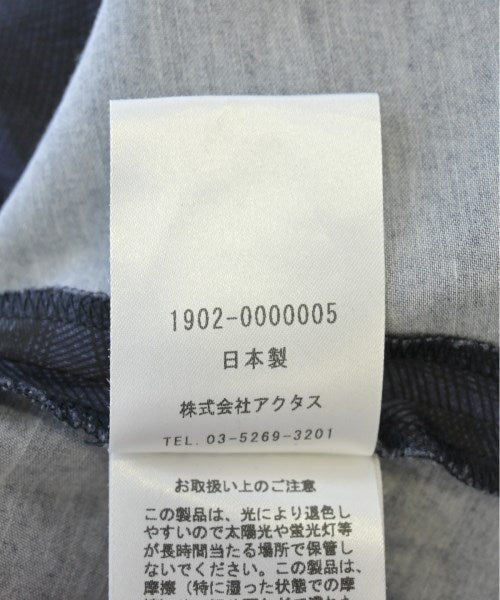 1902-0000005
日本製
株式会社アクタス
TEL. 03-5269-3201
お取扱い上のご注意
この製品は、光により退色し
やすいので太陽光や蛍光灯等
が長時間当たる場所で保管し
ないでください。この製品は、
摩擦（特に湿った状態での摩